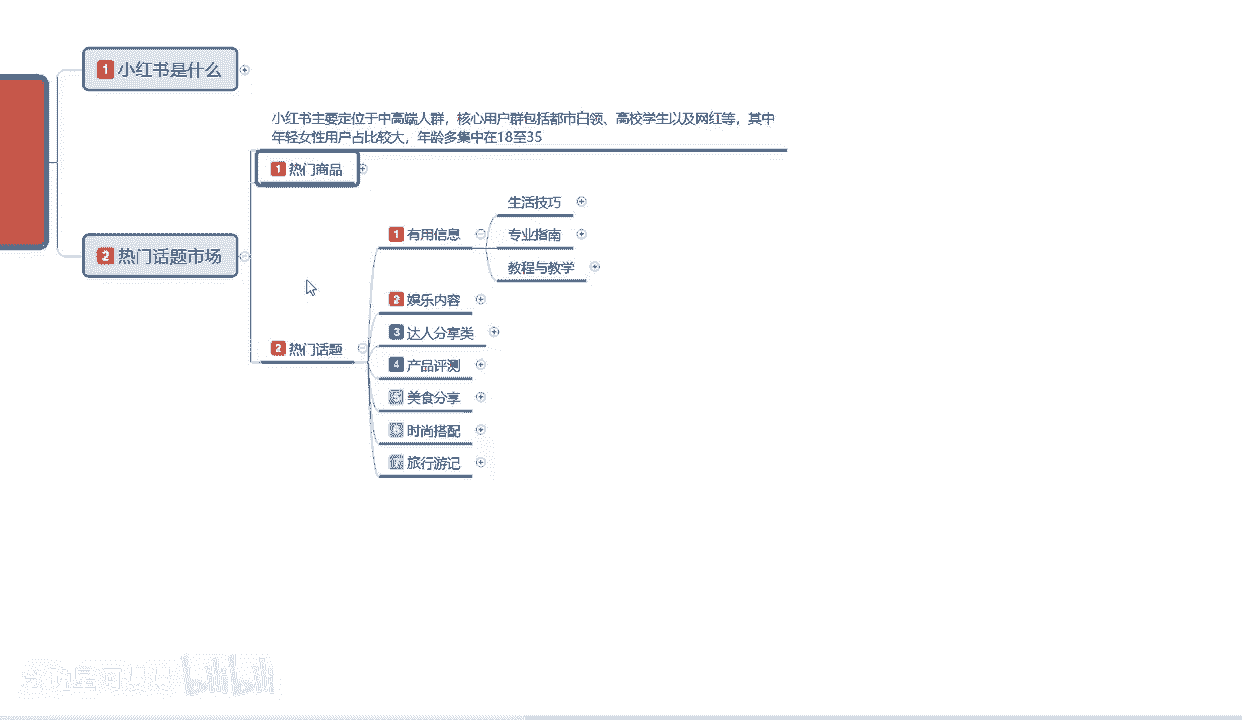 1 小红书是什么
小红书主要定位于中高端人群，核心用户群包括都市白领、高校学生以及网红等，其中
年轻女性用户占比较大，年龄多集中在18至35
1 热门商品
生活技巧
1 有用信息
专业指南
2 热门话题市场
教程与教学
2 娱乐内容
3 达人分享类
2 热门话题
4 产品评测
美食分享
时尚搭配
旅行游记
bilibili